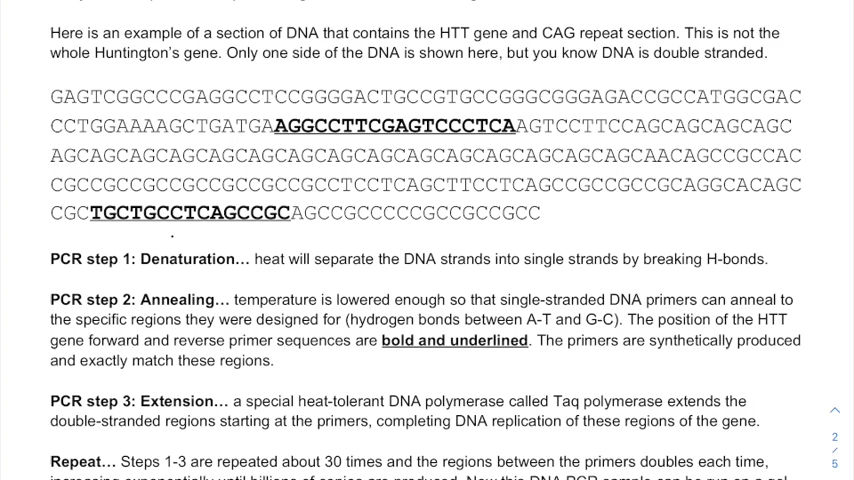 Here is an example of a section of DNA that contains the HTT gene and CAG repeat section. This is not the
whole Huntington's gene. Only one side of the DNA is shown here, but you know DNA is double stranded.
GAGTCGGCCCGAGGCCTCCGGGGACTGCCGTGCCGGGCGGGAGACCGCCATGGCGAC
CCTGGAAAAGCTGATGAAGGCCTTCGAGTCCCTCAAGTCCTTCCAGCAGCAGCAGC
AGCAGCAGCAGCAGCAGCAGCAGCAGCAGCAGCAGCAGCAGCAGCAACAGCCGCCAC
CGCCGCCGCCGCCGCCGCCGCCTCCTCAGCTTCCTCAGCCGCCGCCGCAGGCACAGC
CGCTGCTGCCTCAGCCGCAGCCGCCCCCGCCGCCGCC
PCR step 1: Denaturation... heat will separate the DNA strands into single strands by breaking H-bonds.
PCR step 2: Annealing... temperature is lowered enough so that single-stranded DNA primers can anneal to
the specific regions they were designed for (hydrogen bonds between A-T and G-C). The position of the HTT
gene forward and reverse primer sequences are bold and underlined. The primers are synthetically produced
and exactly match these regions.
PCR step 3: Extension... a special heat-tolerant DNA polymerase called Taq polymerase extends the
double-stranded regions starting at the primers, completing DNA replication of these regions of the gene.
Repeat... Steps 1-3 are repeated about 30 times and the regions between the primers doubles each time,
2
/
5